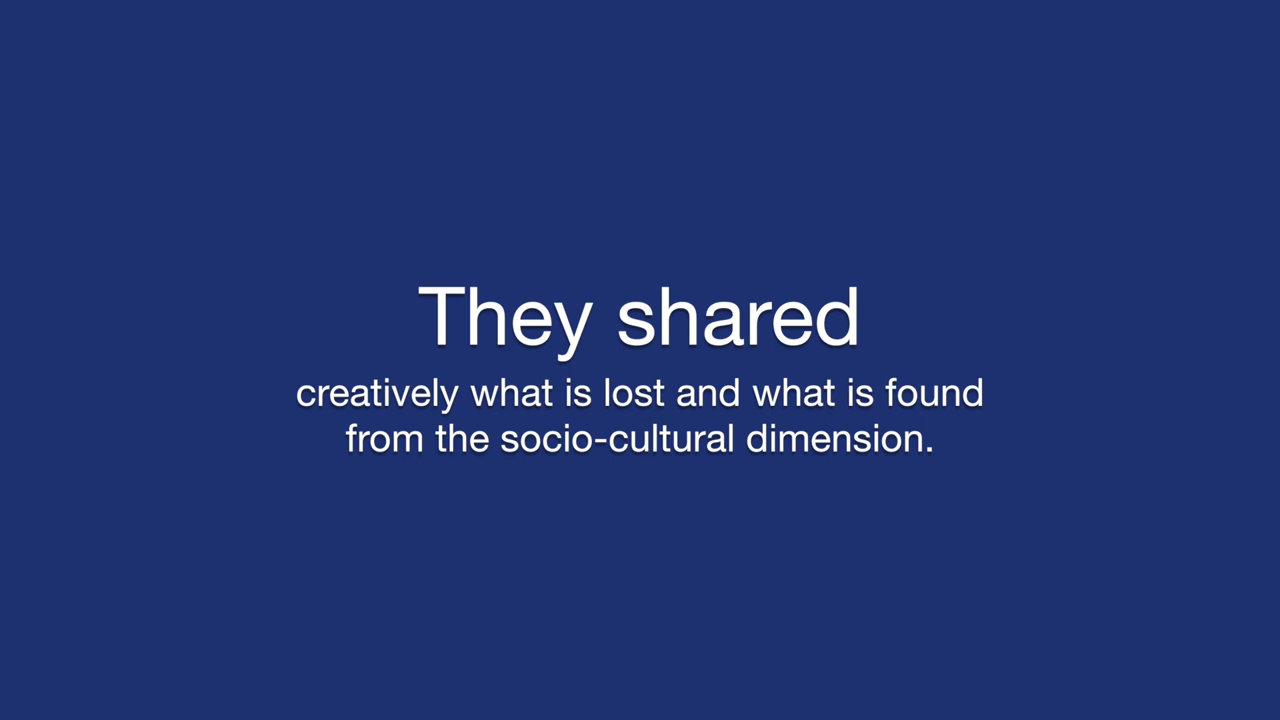 They shared
creatively what is lost and what is found
from the socio-cultural dimension.